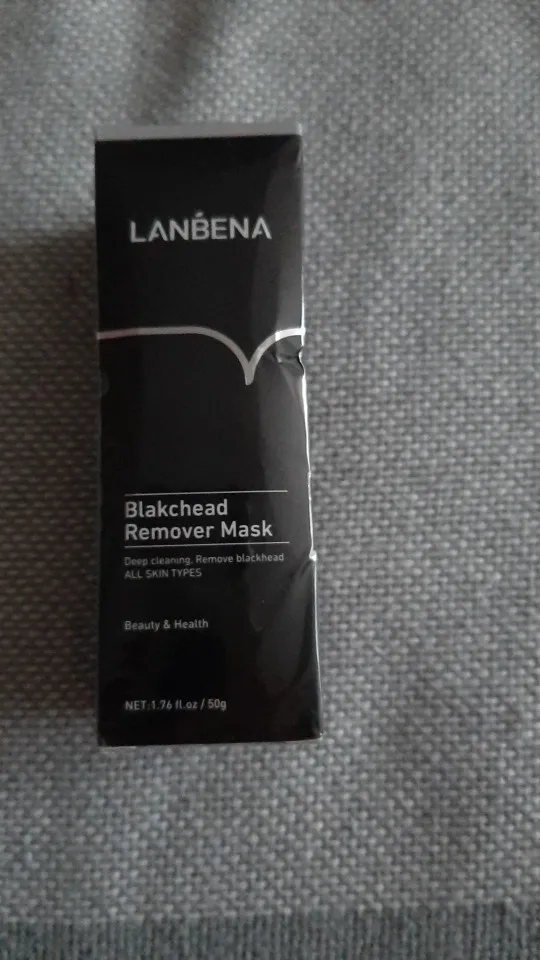 LANBENA
Blakchead
Remover Mask
Deep cleaning, Remove blackhead
ALL SKIN TYPES
Beauty & Health
NET:1.76 fl.oz / 50g